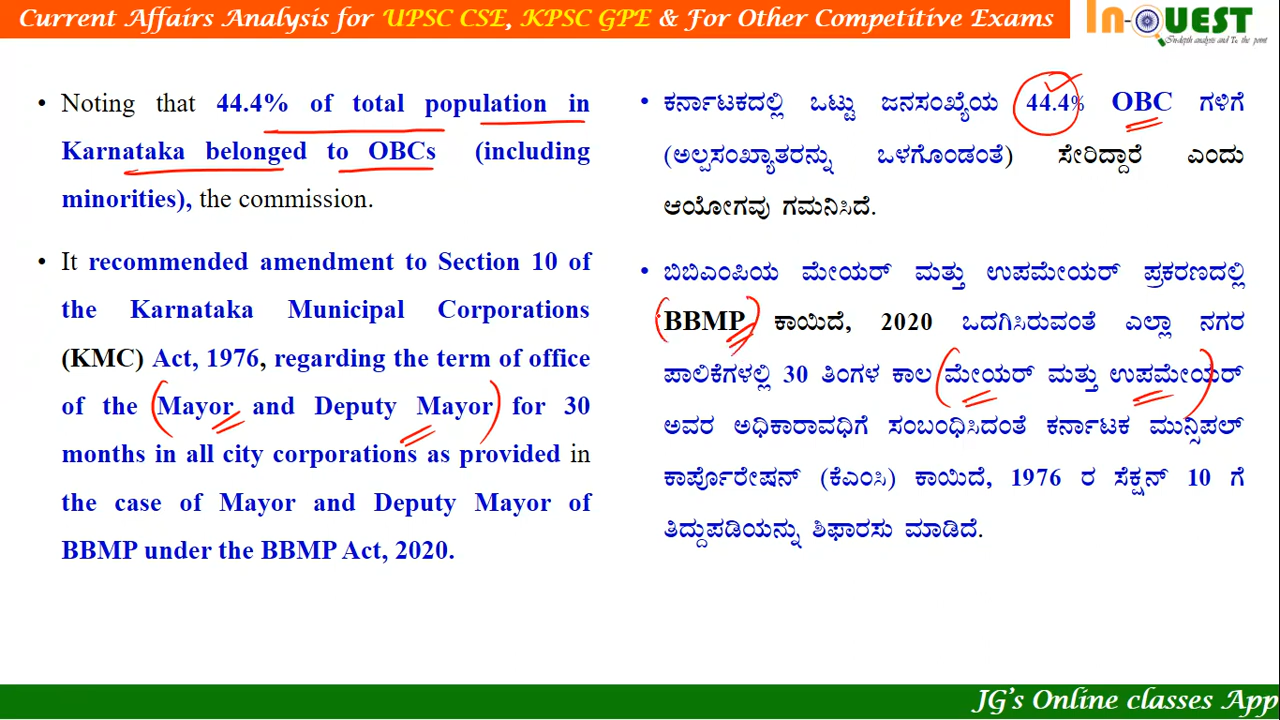 Current Affairs Analysis for UPSC CSE, KPSC GPE & For Other Competitive Exams
In-QUEST
In-depth analysis and To the point
• Noting that 44.4% of total population in
Karnataka belonged to OBCs (including
minorities), the commission.
• It recommended amendment to Section 10 of
the Karnataka Municipal Corporations
(KMC) Act, 1976, regarding the term of office
of the Mayor and Deputy Mayor for 30
months in all city corporations as provided in
the case of Mayor and Deputy Mayor of
BBMP under the BBMP Act, 2020.
• ಕರ್ನಾಟಕದಲ್ಲಿ ಒಟ್ಟು ಜನಸಂಖ್ಯೆಯ 44.4% OBC ಗಳಿಗೆ
(ಅಲ್ಪಸಂಖ್ಯಾತರನ್ನು ಒಳಗೊಂಡಂತೆ) ಸೇರಿದ್ದಾರೆ ಎಂದು
ಆಯೋಗವು ಗಮನಿಸಿದೆ.
• ಬಿಬಿಎಂಪಿಯ ಮೇಯರ್ ಮತ್ತು ಉಪಮೇಯರ್ ಪ್ರಕರಣದಲ್ಲಿ
BBMP ಕಾಯಿದೆ, 2020 ಒದಗಿಸಿರುವಂತೆ ಎಲ್ಲಾ ನಗರ
ಪಾಲಿಕೆಗಳಲ್ಲಿ 30 ತಿಂಗಳ ಕಾಲ ಮೇಯರ್ ಮತ್ತು ಉಪಮೇಯರ್
ಅವರ ಅಧಿಕಾರಾವಧಿಗೆ ಸಂಬಂಧಿಸಿದಂತೆ ಕರ್ನಾಟಕ ಮುನ್ಸಿಪಲ್
ಕಾರ್ಪೊರೇಷನ್ (ಕೆಎಂಸಿ) ಕಾಯಿದೆ, 1976 ರ ಸೆಕ್ಷನ್ 10 ಗೆ
ತಿದ್ದುಪಡಿಯನ್ನು ಶಿಫಾರಸು ಮಾಡಿದೆ.
JG's Online classes App